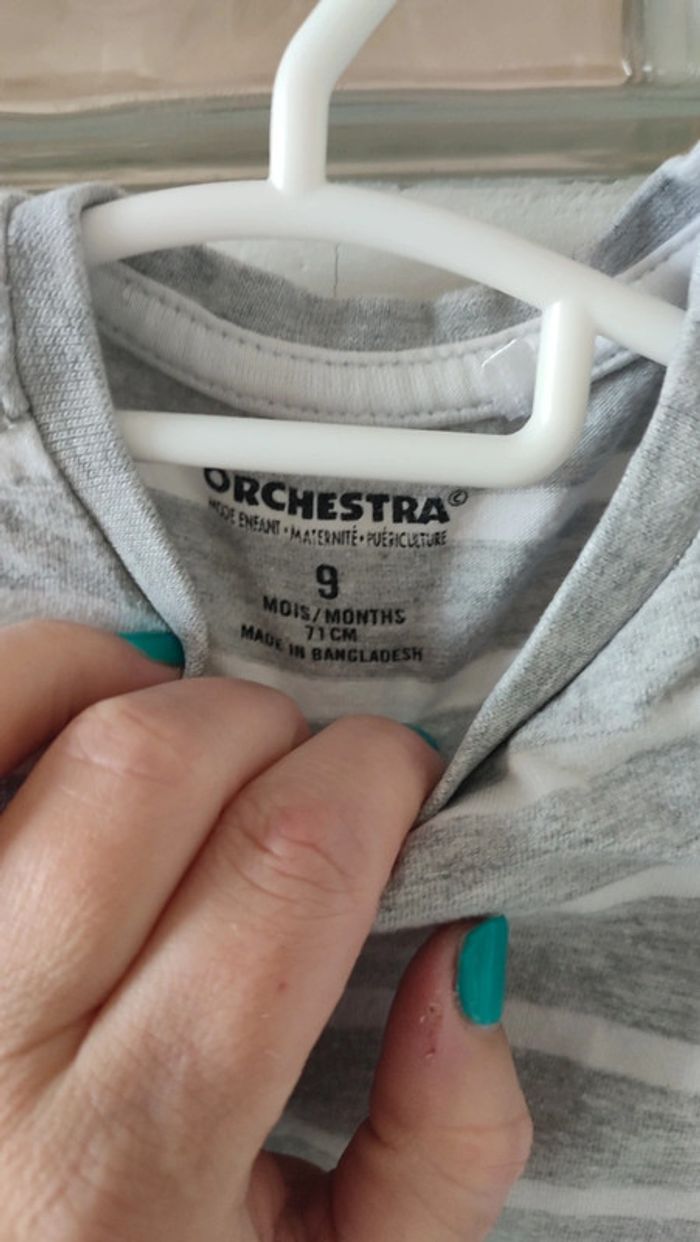 ORCHESTRA©
MODE ENFANT • MATERNITÉ • PUÉRICULTURE
9
MOIS/MONTHS
71 CM
MADE IN BANGLADESH